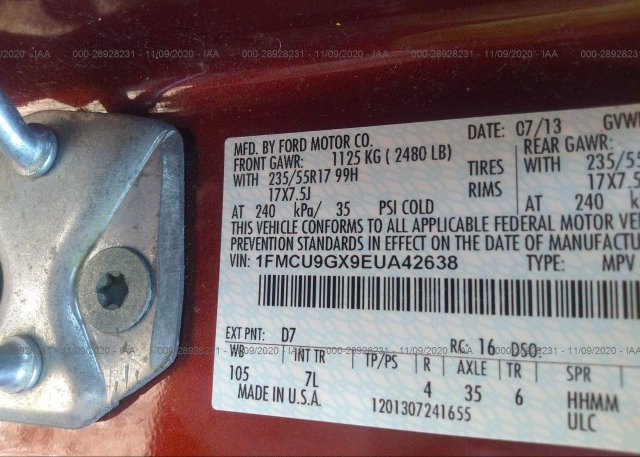 000-28928231 - 11/09/2020 - IAA
MFD. BY FORD MOTOR CO.
DATE: 07/13
FRONT GAWR: 1125 KG ( 2480 LB)
REAR GAWR:
WITH 235/55R17 99H TIRES WITH 235/55
17X7.5J RIMS 17X7.5
AT 240 kPa/ 35 PSI COLD AT 240
THIS VEHICLE CONFORMS TO ALL APPLICABLE FEDERAL MOTOR
PREVENTION STANDARDS IN EFFECT ON THE DATE OF MANUFACTUR
VIN: 1FMCU9GX9EUA42638 TYPE: MPV
EXT PNT: D7 RC: 16 DSO:
WB INT TR TP/PS R AXLE TR SPR
105 7L 4 35 6 HHMM
MADE IN U.S.A. 1201307241655 ULC